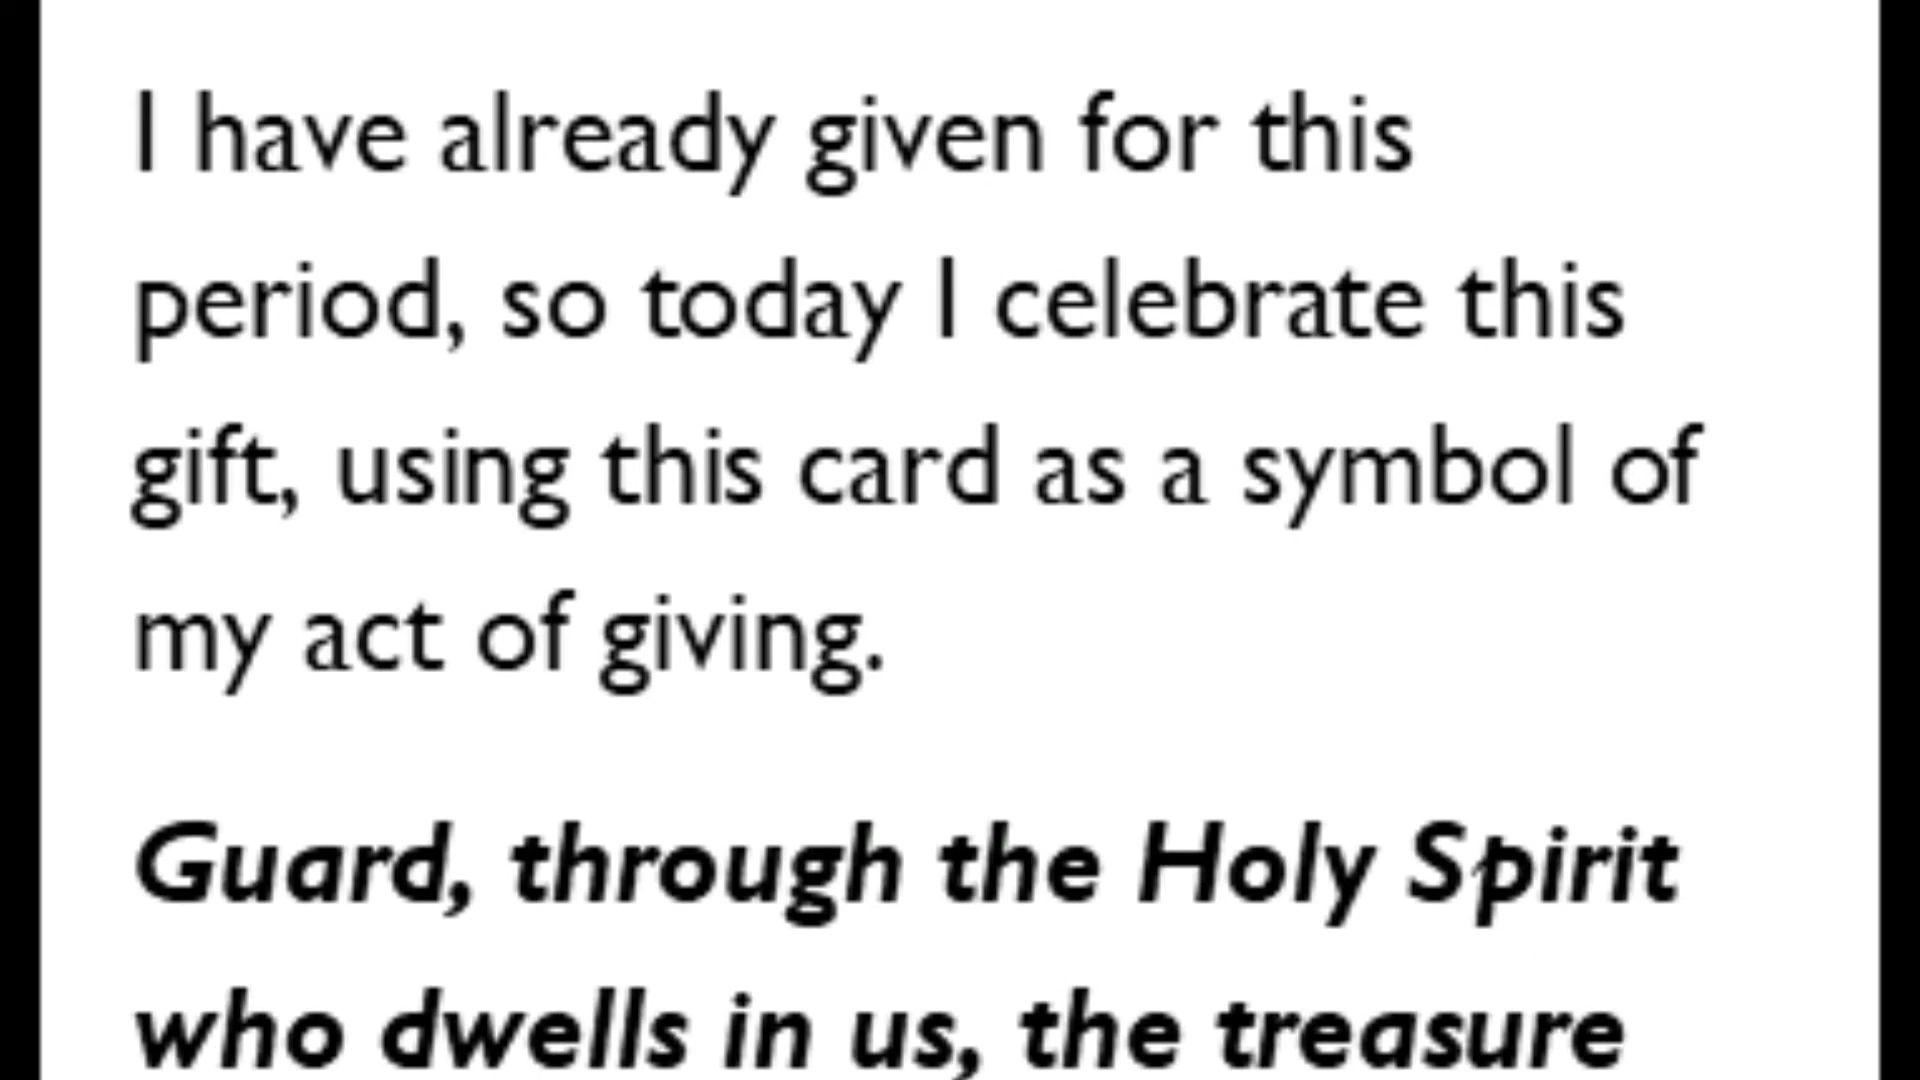 I have already given for this
period, so today I celebrate this
gift, using this card as a symbol of
my act of giving.
Guard, through the Holy Spirit
who dwells in us, the treasure